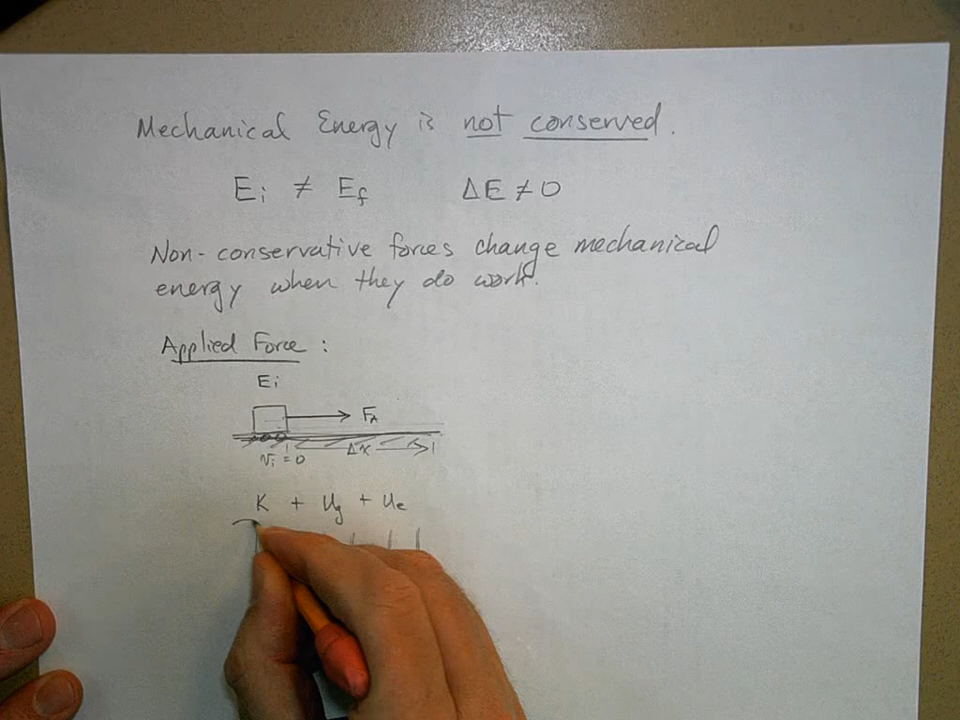 Mechanical Energy is not conserved.
Ei ≠ Ef ΔE ≠ 0
Non-conservative forces change mechanical
energy when they do work.
Applied Force :
Ei
FA
vi = 0 Δx
K + Ug + Ue